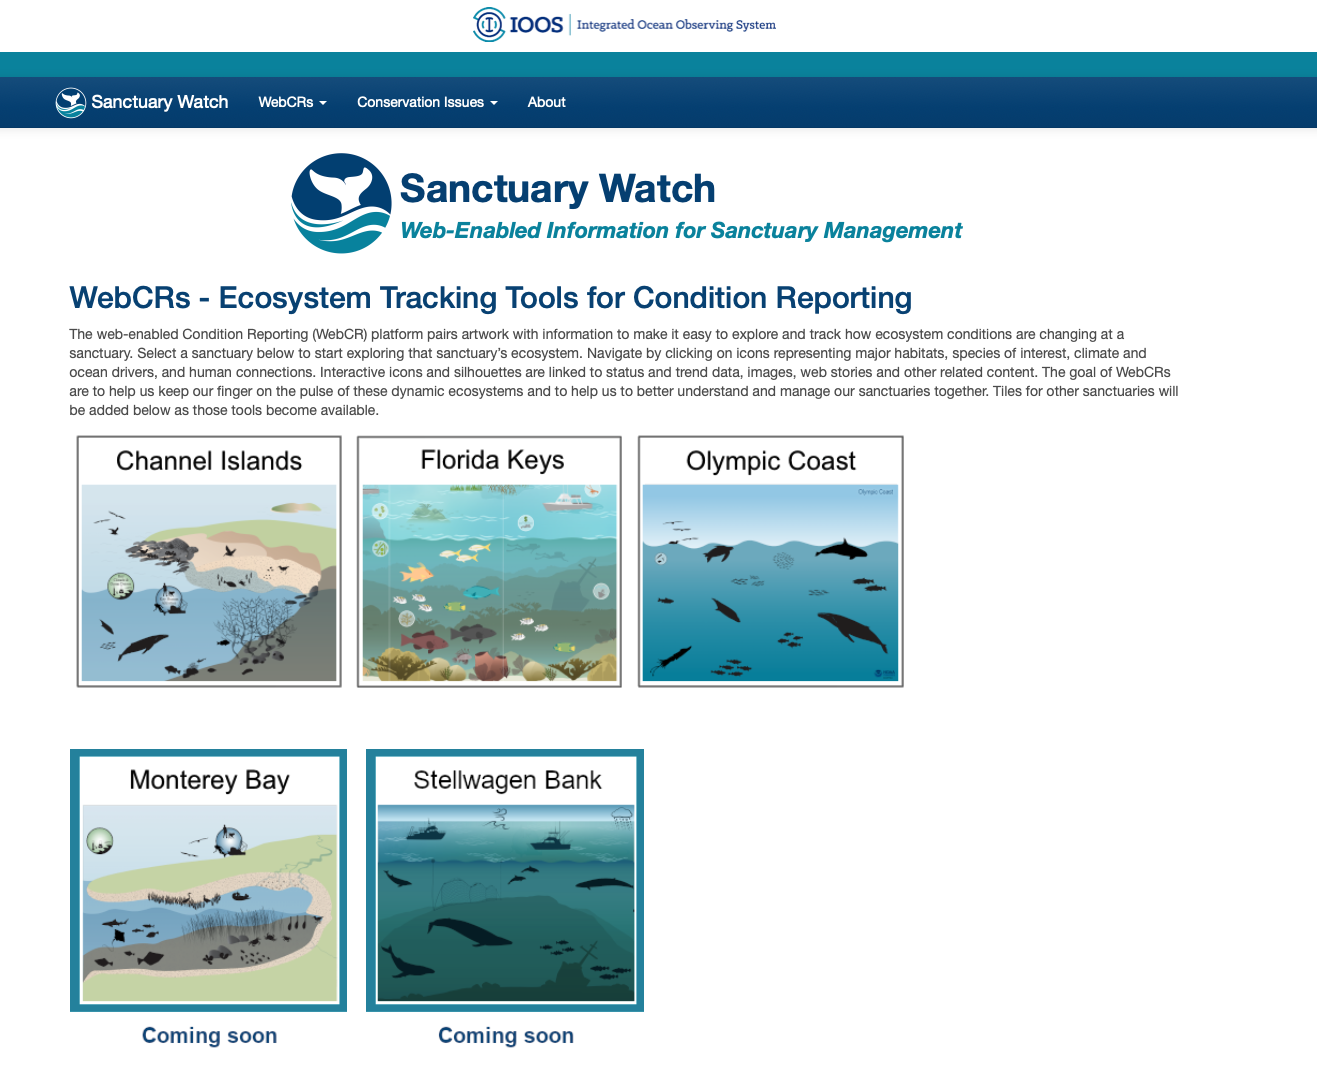 IOOS Integrated Ocean Observing System
Sanctuary Watch WebCRs Conservation Issues About
Sanctuary Watch
Web-Enabled Information for Sanctuary Management
WebCRs - Ecosystem Tracking Tools for Condition Reporting
The web-enabled Condition Reporting (WebCR) platform pairs artwork with information to make it easy to explore and track how ecosystem conditions are changing at a
sanctuary. Select a sanctuary below to start exploring that sanctuary's ecosystem. Navigate by clicking on icons representing major habitats, species of interest, climate and
ocean drivers, and human connections. Interactive icons and silhouettes are linked to status and trend data, images, web stories and other related content. The goal of WebCRs
are to help us keep our finger on the pulse of these dynamic ecosystems and to help us to better understand and manage our sanctuaries together. Tiles for other sanctuaries will
be added below as those tools become available.
Channel Islands
Florida Keys
Olympic Coast
Olympic Coast
Monterey Bay
Stellwagen Bank
Coming soon
Coming soon